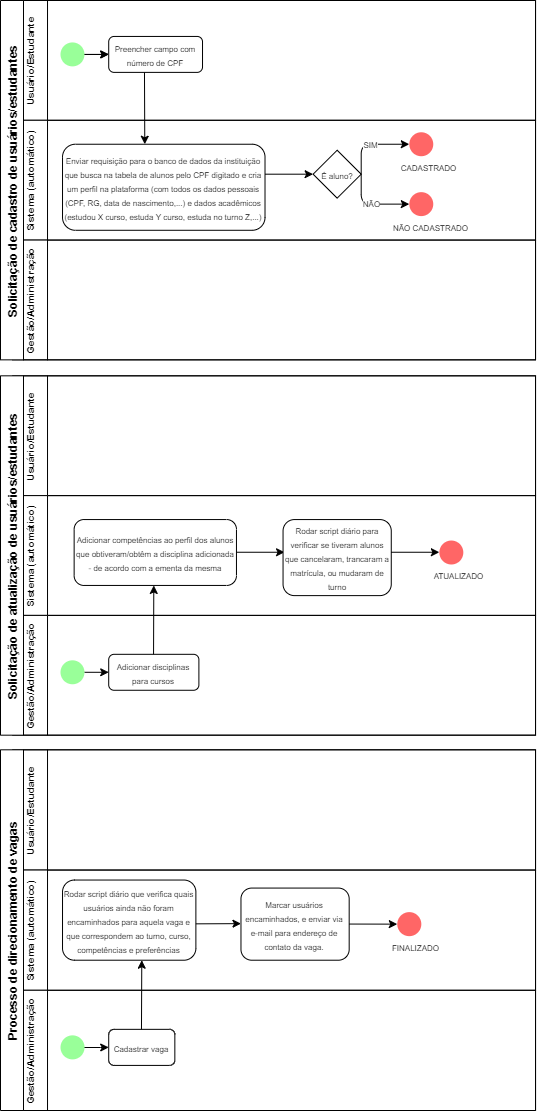 Solicitação de cadastro de usuários/estudantes
Usuário/Estudante
Preencher campo com
número de CPF
Sistema (automático)
Enviar requisição para o banco de dados da instituição
que busca na tabela de alunos pelo CPF digitado e cria
um perfil na plataforma (com todos os dados pessoais
(CPF, RG, data de nascimento,...) e dados acadêmicos
(estudou X curso, estuda Y curso, estuda no turno Z,...)
É aluno?
SIM
CADASTRADO
NÃO
NÃO CADASTRADO
Gestão/Administração
Solicitação de atualização de usuários/estudantes
Usuário/Estudante
Sistema (automático)
Adicionar competências ao perfil dos alunos
que obtiveram/obtêm a disciplina adicionada
- de acordo com a ementa da mesma
Rodar script diário para
verificar se tiveram alunos
que cancelaram, trancaram a
matrícula, ou mudaram de
turno
ATUALIZADO
Gestão/Administração
Adicionar disciplinas
para cursos
Processo de direcionamento de vagas
Usuário/Estudante
Sistema (automático)
Rodar script diário que verifica quais
usuários ainda não foram
encaminhados para aquela vaga e
que correspondem ao turno, curso,
competências e preferências
Marcar usuários
encaminhados, e enviar via
e-mail para endereço de
contato da vaga.
FINALIZADO
Gestão/Administração
Cadastrar vaga